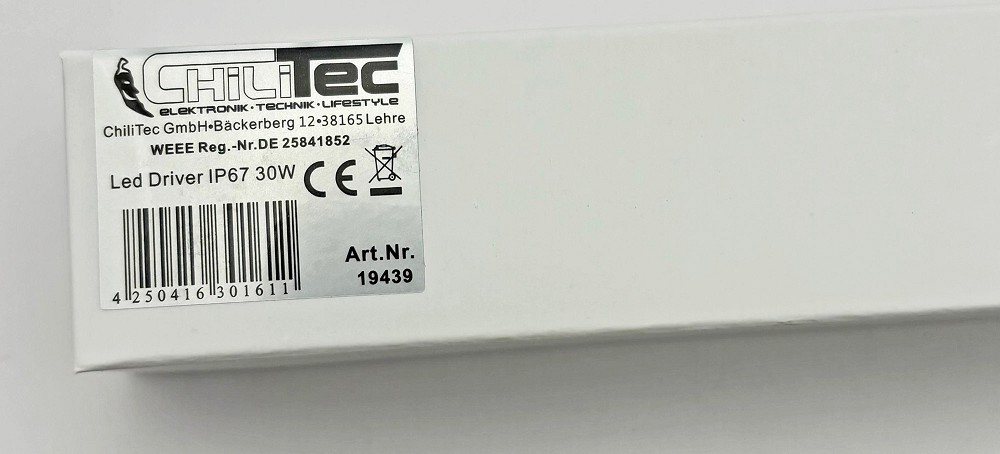 CHiLiTEC
ELEKTRONIK·TECHNIK·LIFESTYLE
ChiliTec GmbH•Bäckerberg 12•38165 Lehre
WEEE Reg.-Nr.DE 25841852
Led Driver IP67 30W CE
Art.Nr.
19439
4 250416 301611